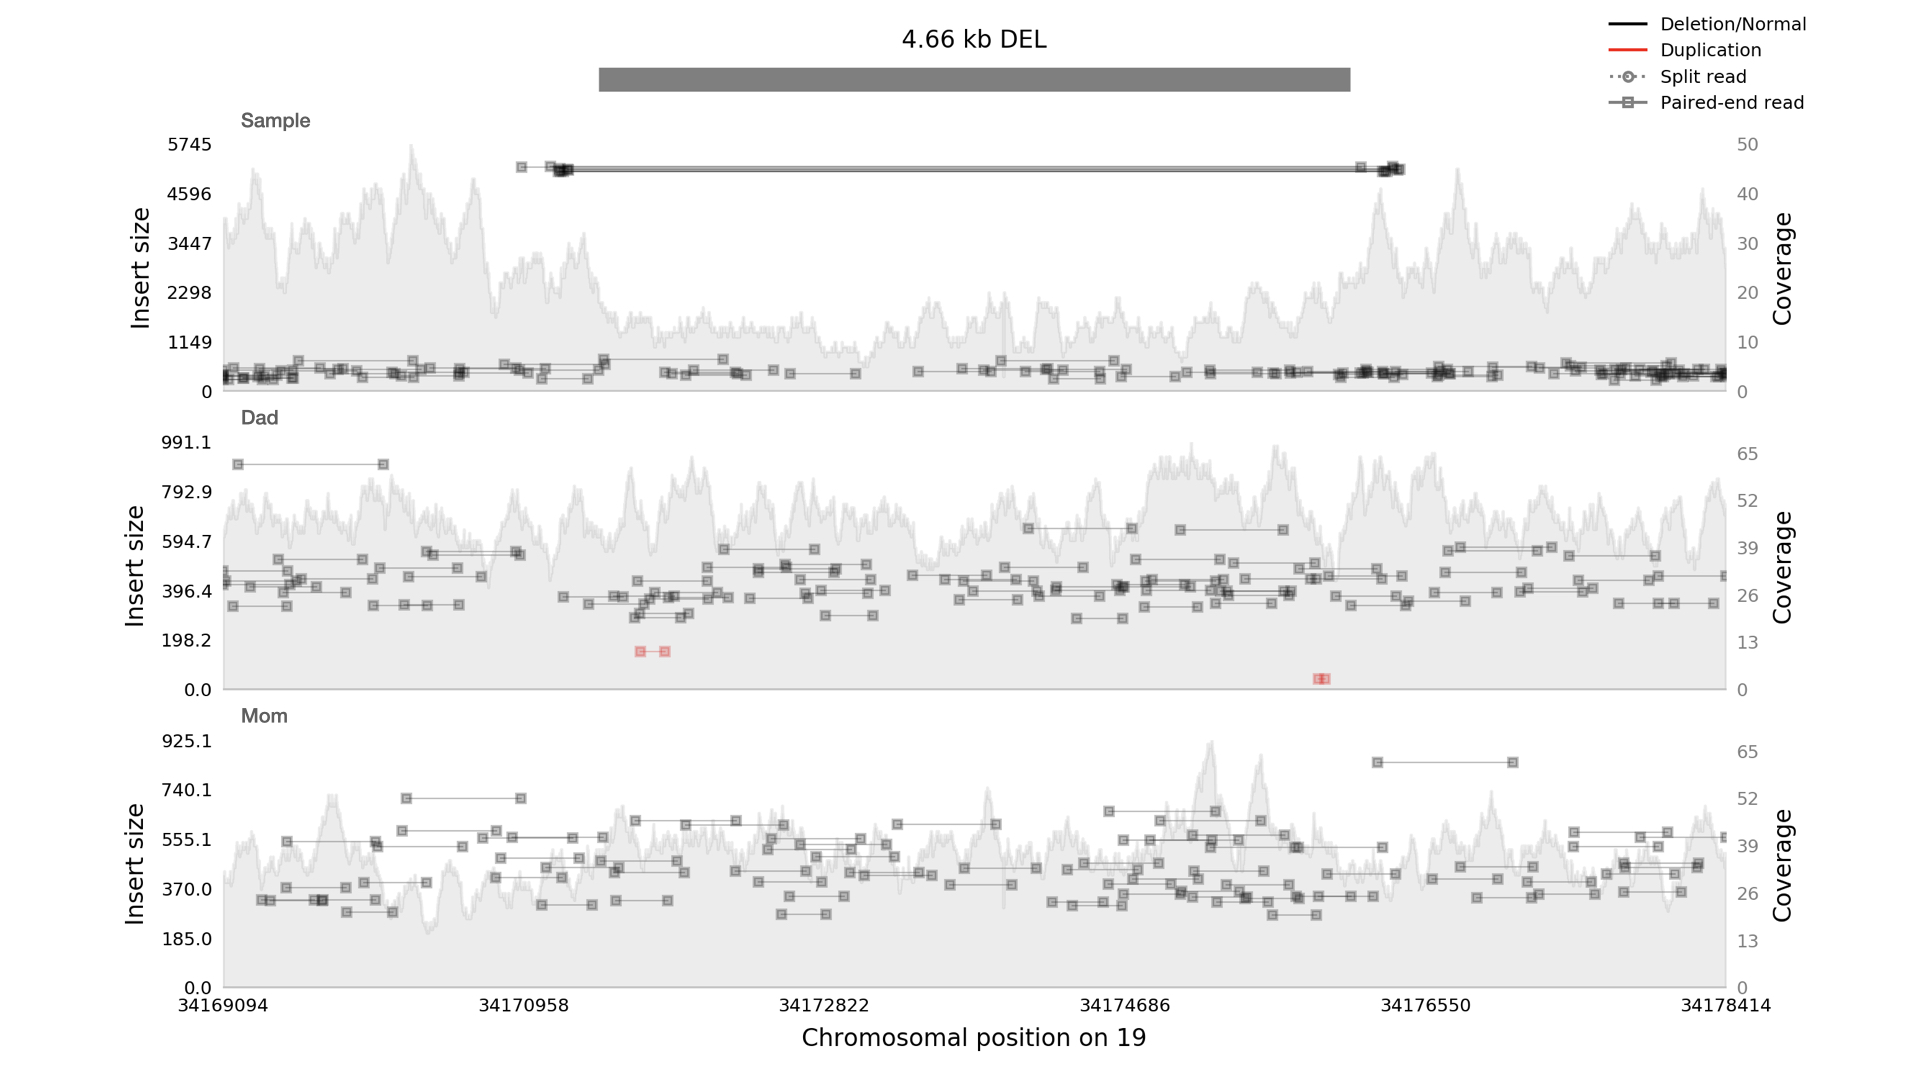 4.66 kb DEL
Deletion/Normal
Duplication
Split read
Paired-end read
Sample
5745
4596
3447
2298
1149
0
Insert size
50
40
30
20
10
0
Coverage
Dad
991.1
792.9
594.7
396.4
198.2
0.0
Insert size
65
52
39
26
13
0
Coverage
Mom
925.1
740.1
555.1
370.0
185.0
0.0
Insert size
65
52
39
26
13
0
Coverage
34169094 34170958 34172822 34174686 34176550 34178414
Chromosomal position on 19